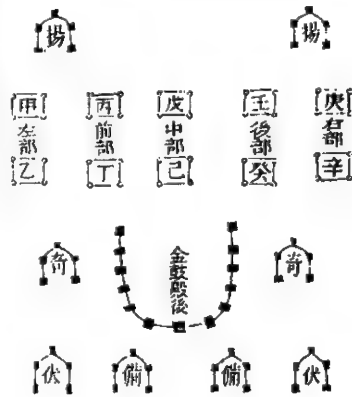 揚
揚
甲
左部
乙
丙
前部
丁
戊
中部
己
壬
後部
癸
庚
右部
辛
奇
金鼓殿後
奇
伏
備
備
伏